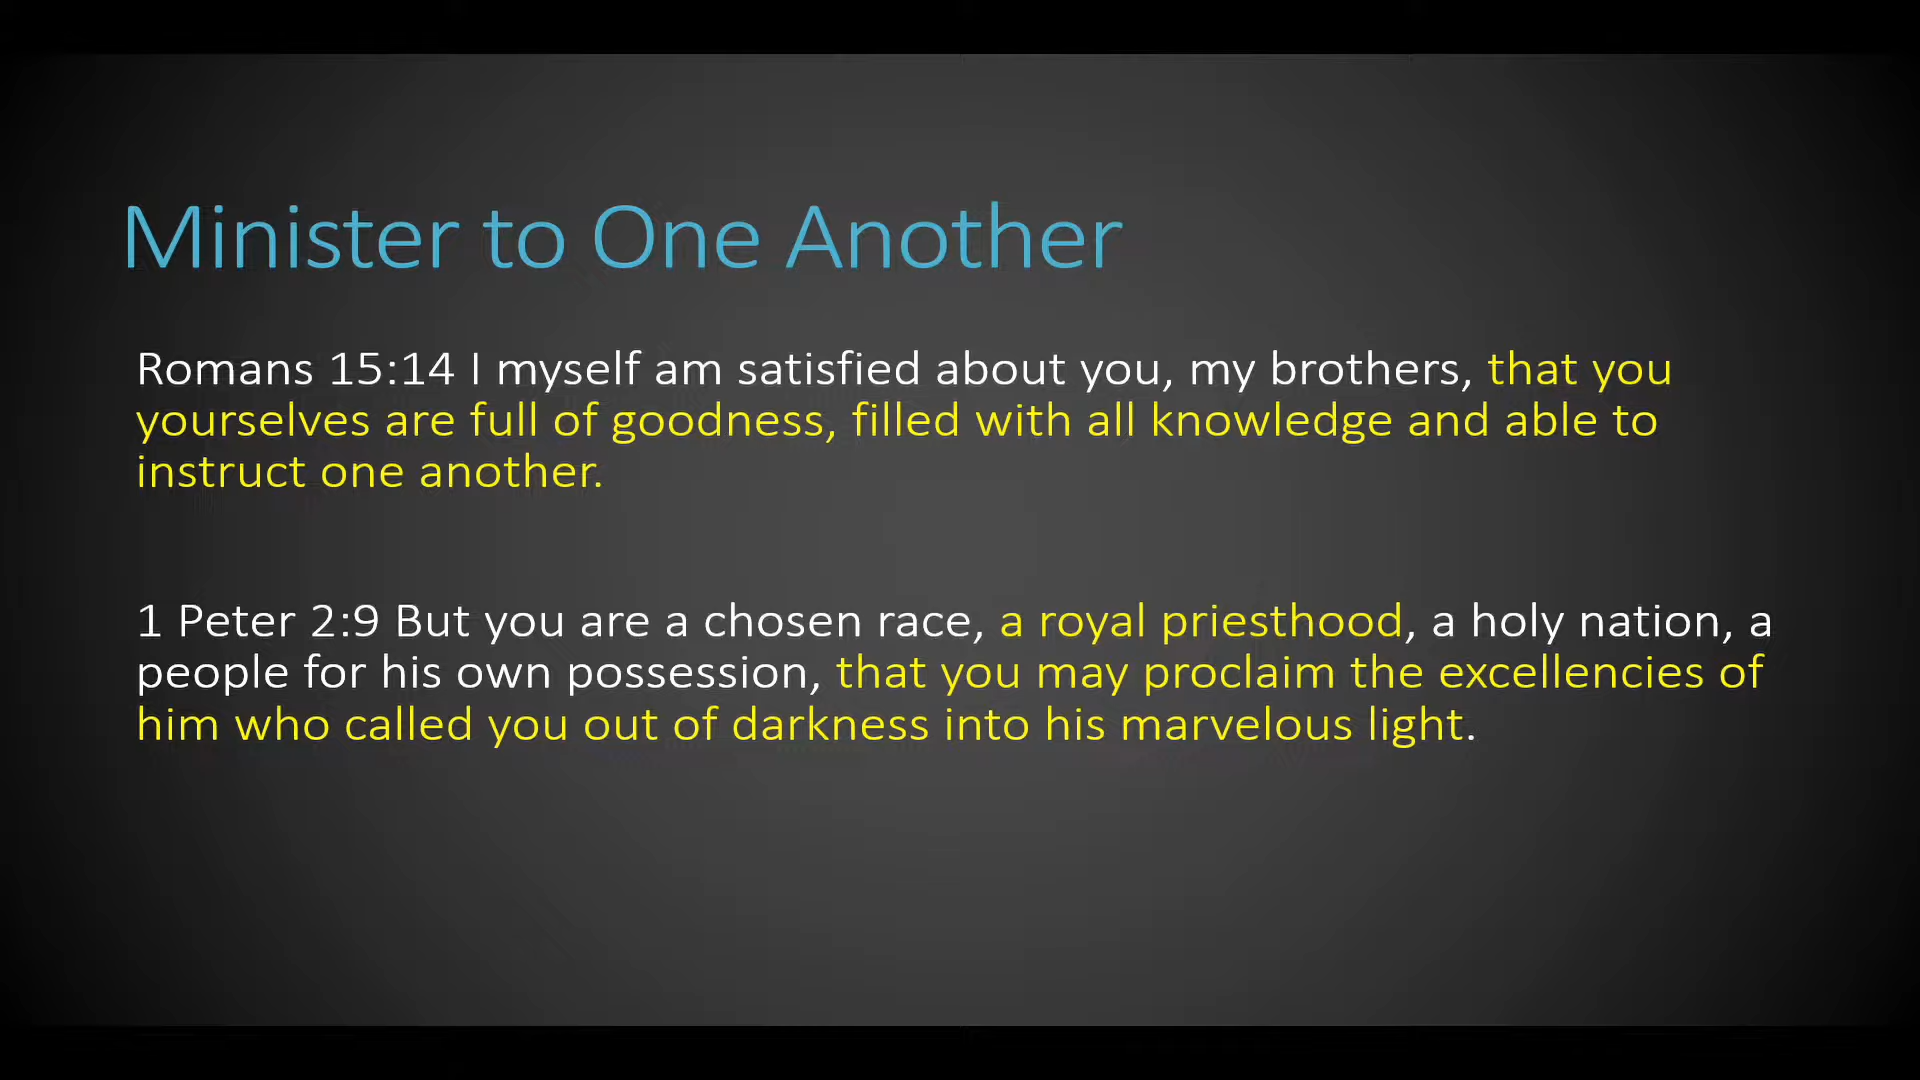 Minister to One Another
Romans 15:14 I myself am satisfied about you, my brothers, that you
yourselves are full of goodness, filled with all knowledge and able to
instruct one another.
1 Peter 2:9 But you are a chosen race, a royal priesthood, a holy nation, a
people for his own possession, that you may proclaim the excellencies of
him who called you out of darkness into his marvelous light.